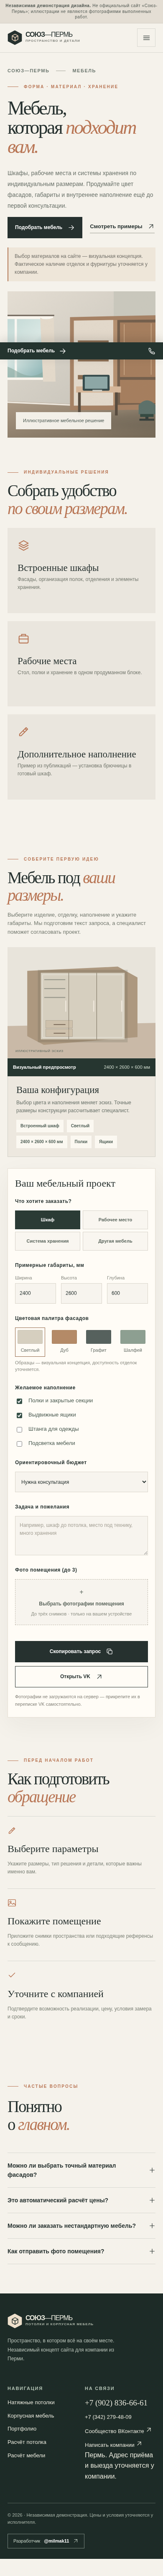 Независимая демонстрация дизайна. Не официальный сайт «Союз-
Пермь»; иллюстрации не являются фотографиями выполненных
работ.
СОЮЗ—ПЕРМЬ
ПРОСТРАНСТВО В ДЕТАЛЯХ
СОЮЗ—ПЕРМЬ — МЕБЕЛЬ
ФОРМА · МАТЕРИАЛ · ХРАНЕНИЕ
Мебель,
которая подходит
вам.
Шкафы, рабочие места и системы хранения по
индивидуальным размерам. Продумайте цвет
фасадов, габариты и внутреннее наполнение ещё до
первой консультации.
Подобрать мебель
Смотреть примеры
Выбор материалов на сайте — визуальная концепция.
Фактическое наличие отделок и фурнитуры уточняется у
компании.
Подобрать мебель
Иллюстративное мебельное решение
ИНДИВИДУАЛЬНЫЕ РЕШЕНИЯ
Собрать удобство
по своим размерам.
Встроенные шкафы
Фасады, организация полок, отделения и элементы
хранения.
Рабочие места
Стол, полки и хранение в одном продуманном блоке.
Дополнительное наполнение
Пример из публикаций — установка брючницы в
готовый шкаф.
СОБЕРИТЕ ПЕРВУЮ ИДЕЮ
Мебель под ваши
размеры.
Выберите изделие, отделку, наполнение и укажите
габариты. Мы подготовим текст запроса, а специалист
поможет согласовать проект.
Визуальный предпросмотр
2400 × 2600 × 600 мм
Ваша конфигурация
Выбор цвета и наполнения меняет эскиз. Точные
размеры конструкции рассчитывает специалист.
Встроенный шкаф
Светлый
2400 × 2600 × 600 мм
Полки
Ящики
Ваш мебельный проект
Что хотите заказать?
Шкаф
Рабочее место
Система хранения
Другая мебель
Примерные габариты, мм
Ширина
Высота
Глубина
2400
2600
600
Цветовая палитра фасадов
Светлый
Дуб
Графит
Шалфей
Образцы — визуальная концепция, доступность отделок
уточняется.
Желаемое наполнение
Полки и закрытые секции
Выдвижные ящики
Штанга для одежды
Подсветка мебели
Ориентировочный бюджет
Нужна консультация
Задача и пожелания
Например, шкаф до потолка, место под технику,
много хранения
Фото помещения (до 3)
+
Выбрать фотографии помещения
До трёх снимков · только на вашем устройстве
Скопировать запрос
Открыть VK
Фотографии не загружаются на сервер — прикрепите их в
переписке VK самостоятельно.
ПЕРЕД НАЧАЛОМ РАБОТ
Как подготовить
обращение
Выберите параметры
Укажите размеры, тип решения и детали, которые важны
именно вам.
Покажите помещение
Приложите снимки пространства или подходящие референсы
к сообщению.
Уточните с компанией
Подтвердите возможность реализации, цену, условия замера
и сроки.
ЧАСТЫЕ ВОПРОСЫ
Понятно
о главном.
Можно ли выбрать точный материал
фасадов?
Это автоматический расчёт цены?
Можно ли заказать нестандартную мебель?
Как отправить фото помещения?
СОЮЗ—ПЕРМЬ
ПОТОЛКИ И КОРПУСНАЯ МЕБЕЛЬ
Пространство, в котором всё на своём месте.
Независимый концепт сайта для компании из
Перми.
НАВИГАЦИЯ
Натяжные потолки
Корпусная мебель
Портфолио
Расчёт потолка
Расчёт мебели
НА СВЯЗИ
+7 (902) 836-66-61
+7 (342) 279-48-09
Сообщество ВКонтакте
Написать компании
Пермь. Адрес приёма
и выезда уточняется у
компании.
© 2026 · Независимая демонстрация. Цены и условия уточняются у
исполнителя.
Разработчик @milmak11